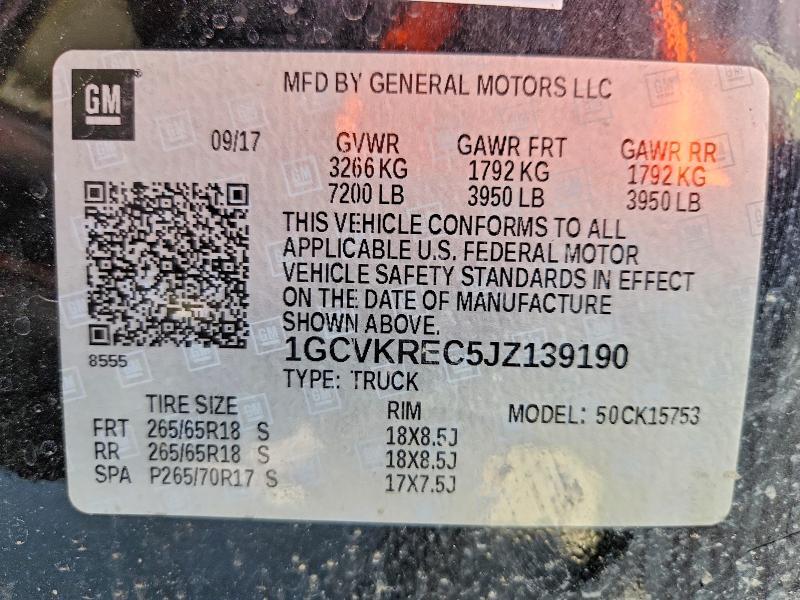 GM
MFD BY GENERAL MOTORS LLC
09/17 GVWR GAWR FRT GAWR RR
3266 KG 1792 KG 1792 KG
7200 LB 3950 LB 3950 LB
THIS VEHICLE CONFORMS TO ALL
APPLICABLE U.S. FEDERAL MOTOR
VEHICLE SAFETY STANDARDS IN EFFECT
ON THE DATE OF MANUFACTURE
SHOWN ABOVE.
8555
1GCVKREC5JZ139190
TYPE: TRUCK
TIRE SIZE RIM MODEL: 50CK15753
FRT 265/65R18 S 18X8.5J
RR 265/65R18 S 18X8.5J
SPA P265/70R17 S 17X7.5J